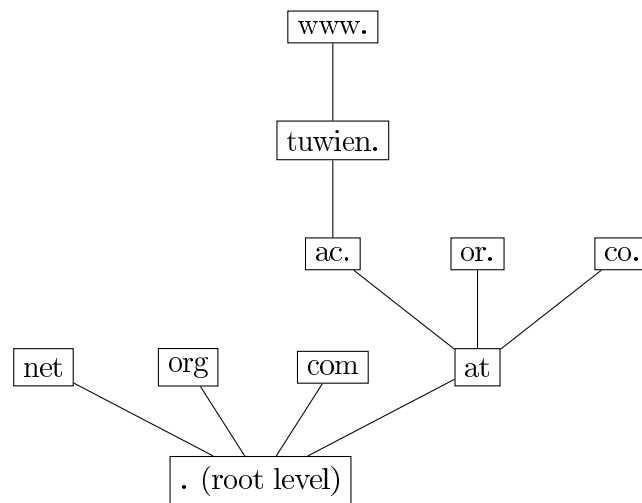 www.
tuwien.
ac.
or.
co.
net
org
com
at
. (root level)